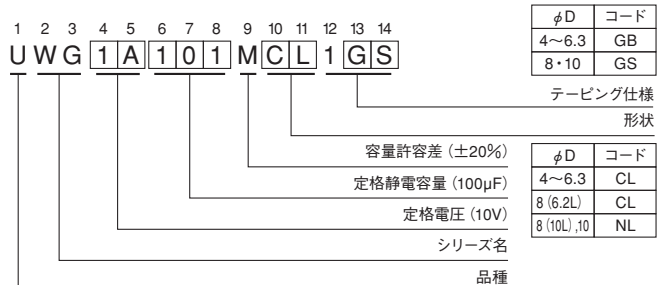 1 2 3 4 5 6 7 8 9 10 11 12 13 14
U W G 1 A 1 0 1 M C L 1 G S
φD コード
4～6.3 GB
8・10 GS
テーピング仕様
形状
容量許容差（±20％）
定格静電容量（100μF）
定格電圧（10V）
シリーズ名
品種
φD コード
4～6.3 CL
8（6.2L） CL
8（10L）,10 NL